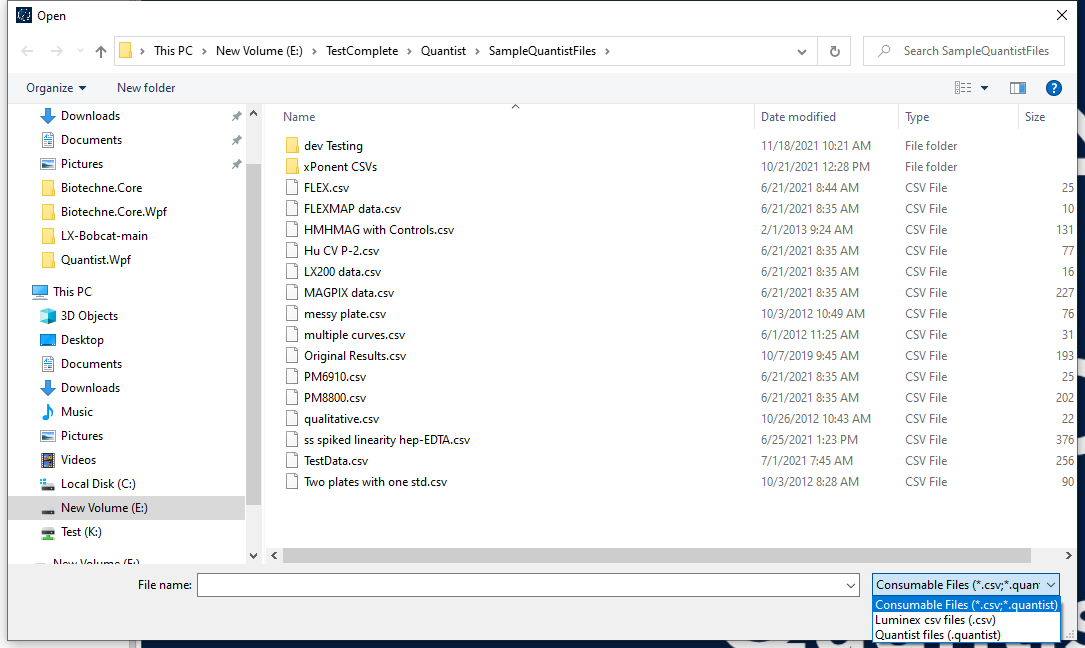 Open
This PC > New Volume (E:) > TestComplete > Quantist > SampleQuantistFiles >
Search SampleQuantistFiles
Organize
New folder
?
Downloads
Documents
Pictures
Biotechne.Core
Biotechne.Core.Wpf
LX-Bobcat-main
Quantist.Wpf
This PC
3D Objects
Desktop
Documents
Downloads
Music
Pictures
Videos
Local Disk (C:)
New Volume (E:)
Test (K:)
New Volume (E:)
Name Date modified Type Size
dev Testing 11/18/2021 10:21 AM File folder
xPonent CSVs 10/21/2021 12:28 PM File folder
FLEX.csv 6/21/2021 8:44 AM CSV File 25
FLEXMAP data.csv 6/21/2021 8:35 AM CSV File 10
HMHMAG with Controls.csv 2/1/2013 9:24 AM CSV File 131
Hu CV P-2.csv 6/21/2021 8:35 AM CSV File 77
LX200 data.csv 6/21/2021 8:35 AM CSV File 16
MAGPIX data.csv 6/21/2021 8:35 AM CSV File 227
messy plate.csv 10/3/2012 10:49 AM CSV File 76
multiple curves.csv 6/1/2012 11:25 AM CSV File 31
Original Results.csv 10/7/2019 9:45 AM CSV File 193
PM6910.csv 6/21/2021 8:35 AM CSV File 25
PM8800.csv 6/21/2021 8:35 AM CSV File 202
qualitative.csv 10/26/2012 10:43 AM CSV File 22
ss spiked linearity hep-EDTA.csv 6/25/2021 1:23 PM CSV File 376
TestData.csv 7/1/2021 7:45 AM CSV File 256
Two plates with one std.csv 10/3/2012 8:28 AM CSV File 90
File name:
Consumable Files (*.csv;*.quan
Consumable Files (*.csv;*.quantist)
Luminex csv files (.csv)
Quantist files (.quantist)